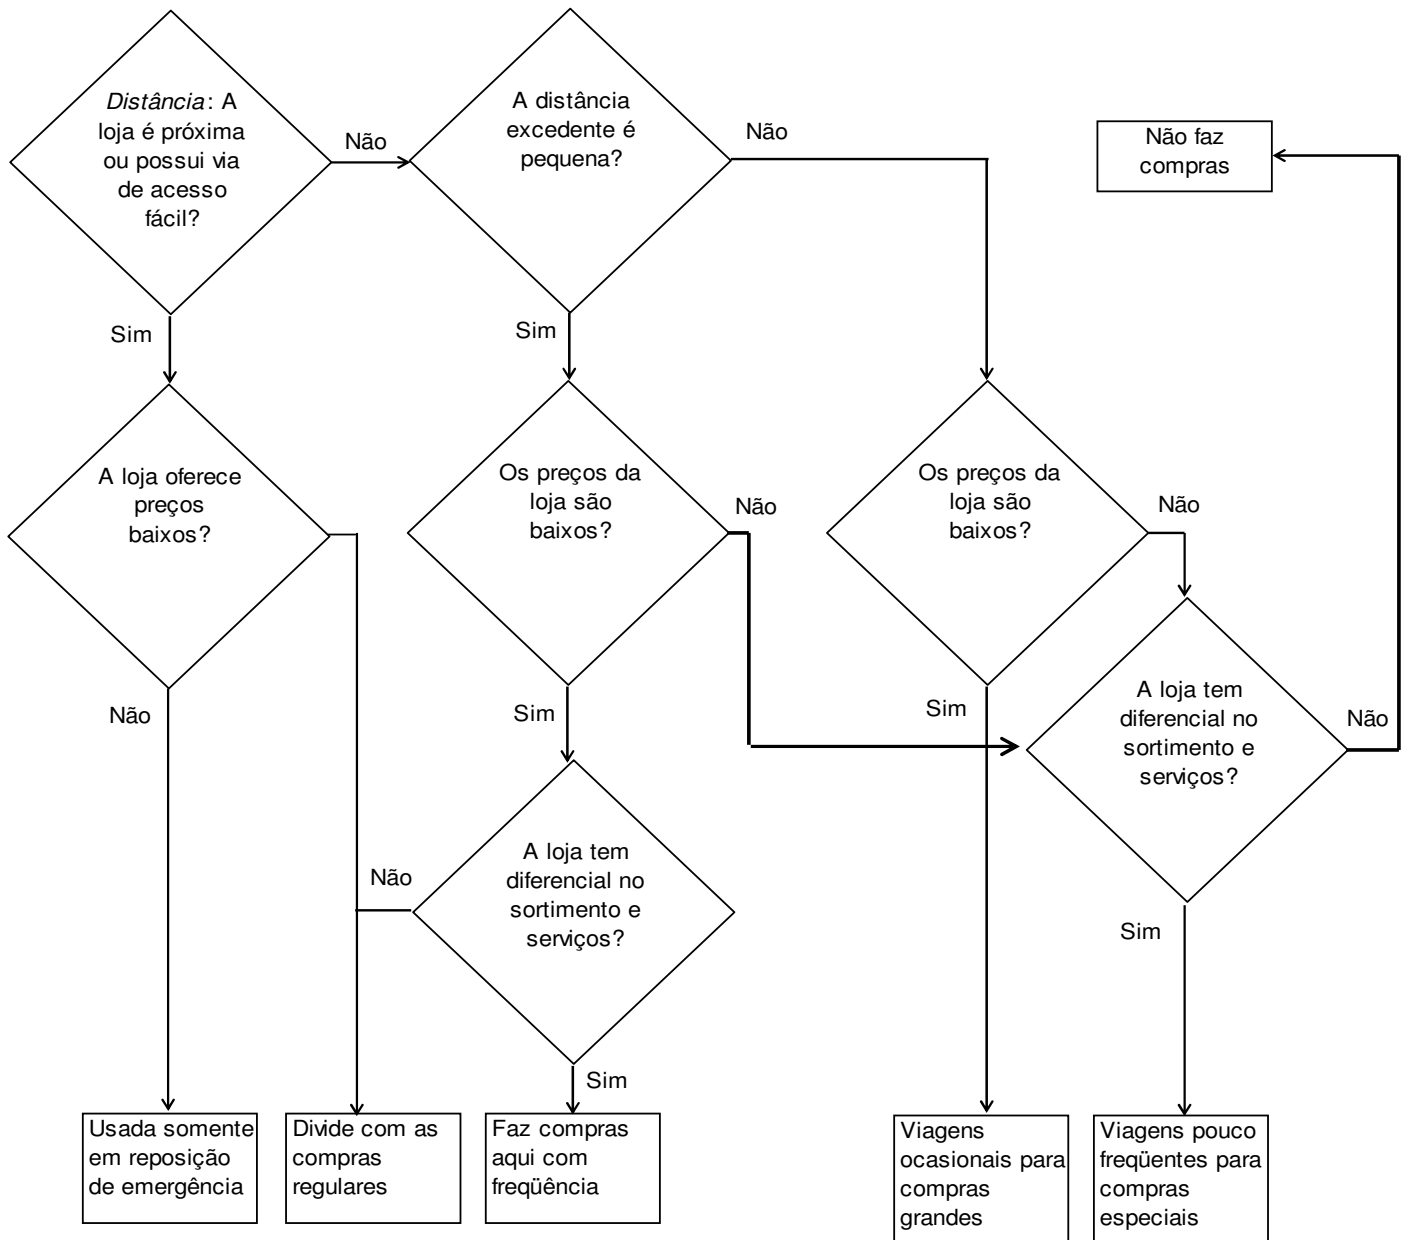 Distância: A
loja é próxima
ou possui via
de acesso
fácil?
Não
A distância
excedente é
pequena?
Não
Não faz
compras
Sim
Sim
A loja oferece
preços
baixos?
Os preços da
loja são
baixos?
Não
Os preços da
loja são
baixos?
Não
Não
Sim
Sim
A loja tem
diferencial no
sortimento e
serviços?
Não
A loja tem
diferencial no
sortimento e
serviços?
Não
Sim
Sim
Usada somente
em reposição
de emergência
Divide com as
compras
regulares
Faz compras
aqui com
freqüência
Viagens
ocasionais para
compras
grandes
Viagens pouco
freqüentes para
compras
especiais